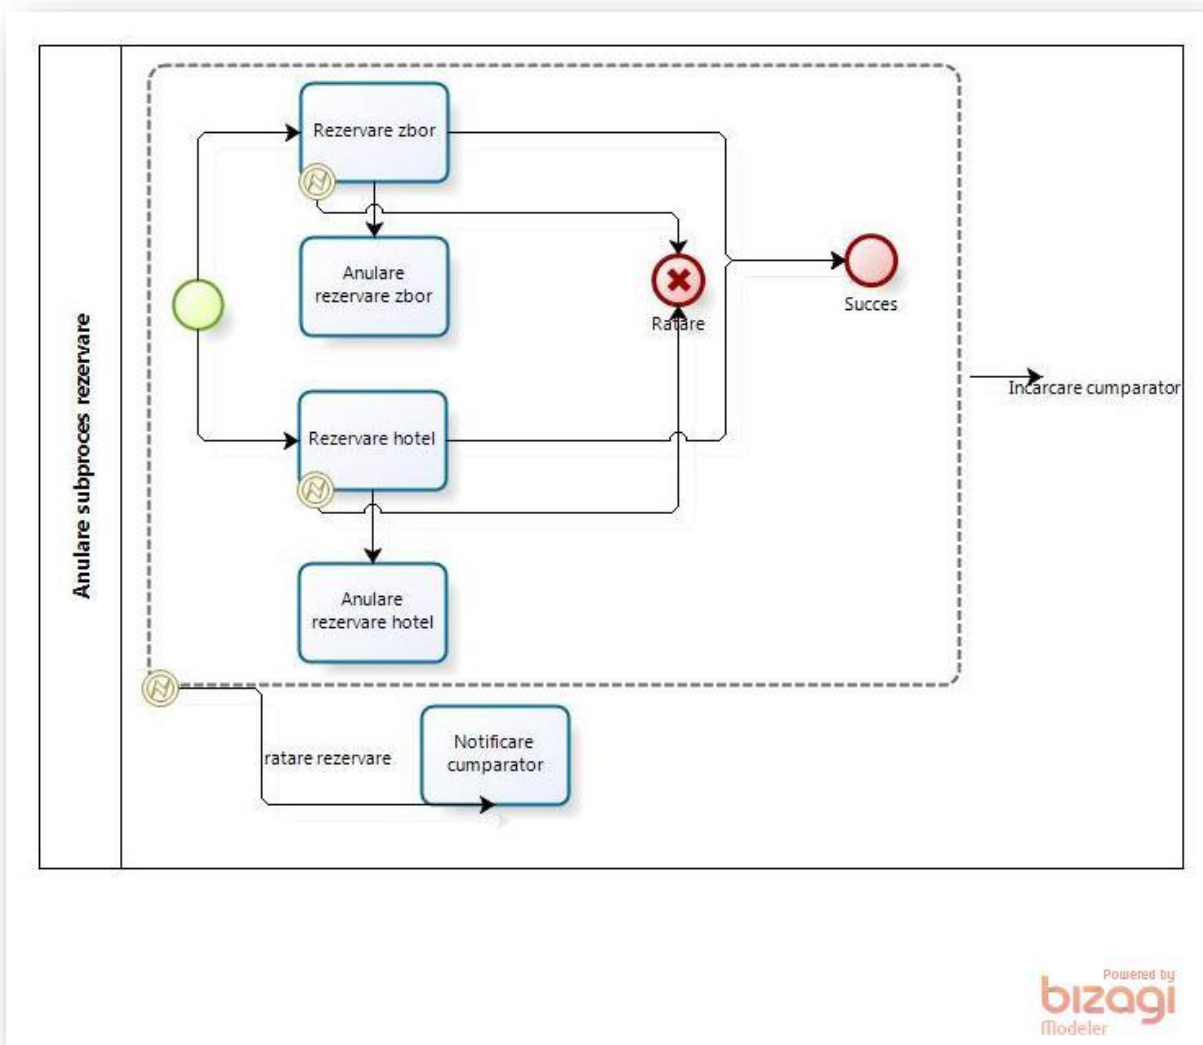 Anulare subproces rezervare
Rezervare zbor
Anulare
rezervare zbor
Ratare
Succes
Incarcare cumparator
Rezervare hotel
Anulare
rezervare hotel
Notificare
cumparator
ratare rezervare
Powered by
bizagi
Modeler